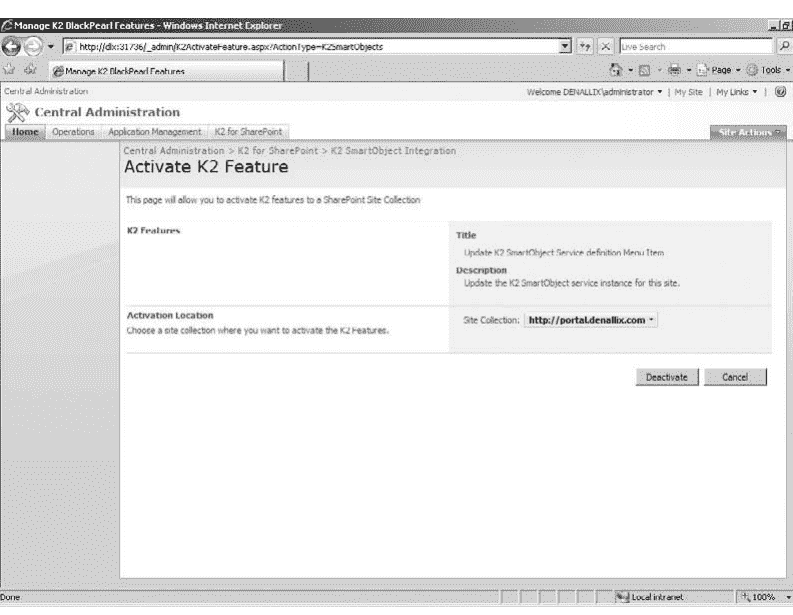 Manage K2 BlackPearl Features - Windows Internet Explorer
http://dlx:31736/_admin/K2ActivateFeature.aspx?ActionType=K2SmartObjects
Live Search
Manage K2 BlackPearl Features
Page
Tools
Central Administration
Welcome DENALLIX\administrator
My Site
My Links
Central Administration
Home
Operations
Application Management
K2 for SharePoint
Site Actions
Central Administration > K2 for SharePoint > K2 SmartObject Integration
Activate K2 Feature
This page will allow you to activate K2 features to a SharePoint Site Collection
K2 Features
Title
Update K2 SmartObject Service definition Menu Item
Description
Update the K2 SmartObject service instance for this site.
Activation Location
Choose a site collection where you want to activate the K2 Features.
Site Collection: http://portal.denallix.com
Deactivate
Cancel
Done
Local intranet
100%